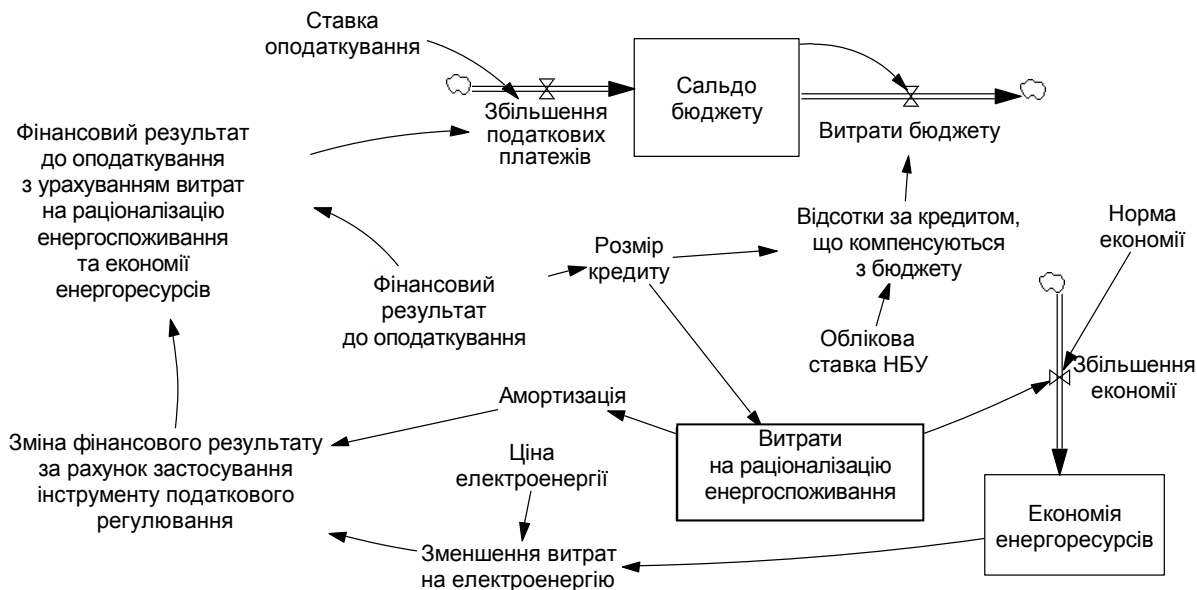 Ставка
оподаткування
Сальдо
бюджету
Збільшення
податкових
платежів
Витрати бюджету
Фінансовий результат
до оподаткування
з урахуванням витрат
на раціоналізацію
енергоспоживання
та економії
енергоресурсів
Відсотки за кредитом,
що компенсуються
з бюджету
Норма
економії
Розмір
кредиту
Фінансовий
результат
до оподаткування
Облікова
ставка НБУ
Збільшення
економії
Амортизація
Зміна фінансового результату
за рахунок застосування
інструменту податкового
регулювання
Ціна
електроенергії
Витрати
на раціоналізацію
енергоспоживання
Економія
енергоресурсів
Зменшення витрат
на електроенергію